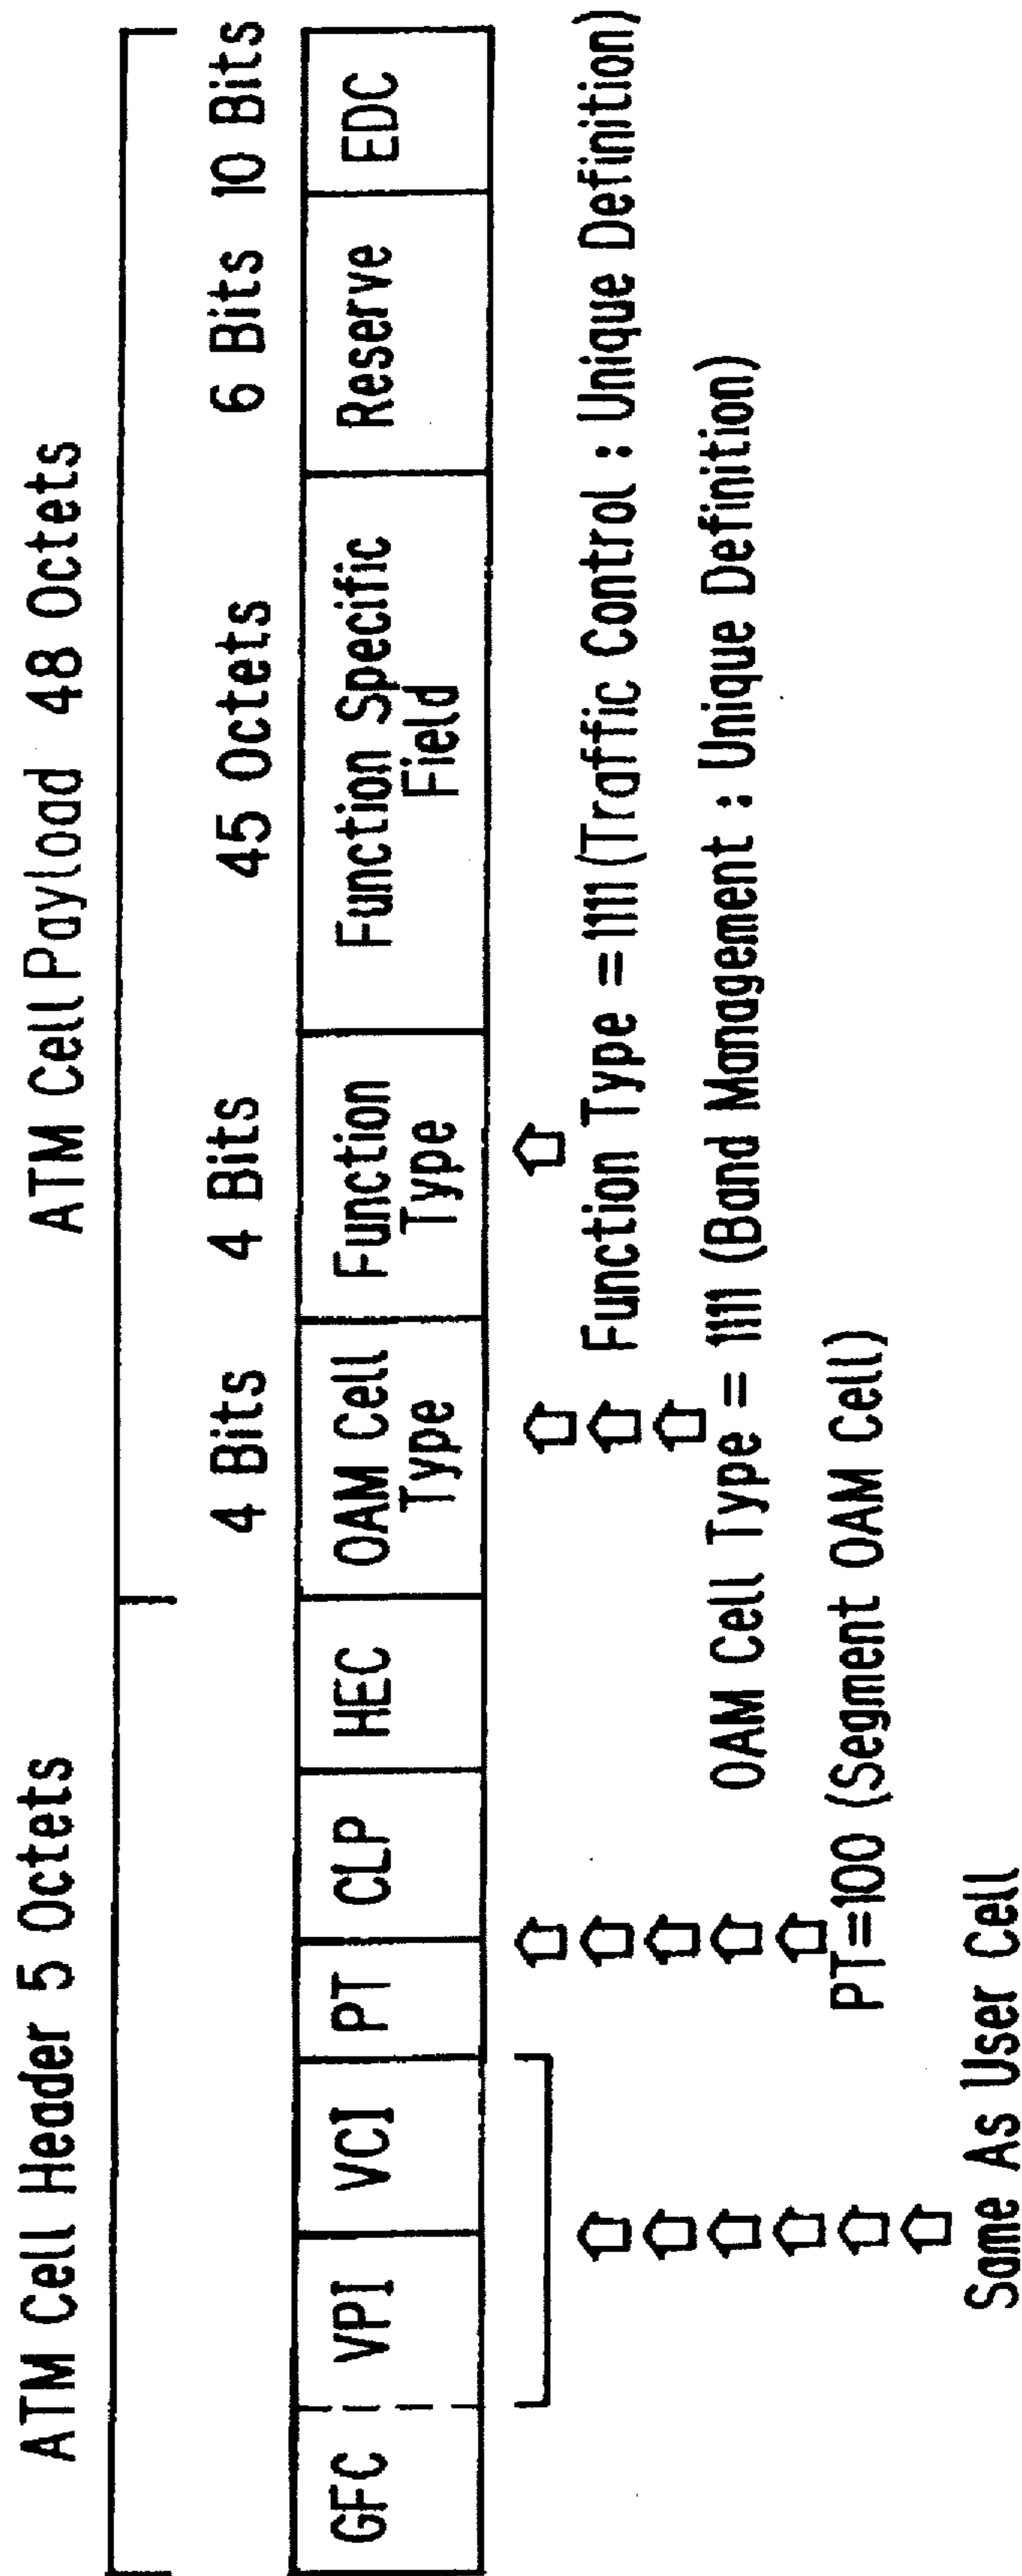 ATM Cell Header 5 Octets
ATM Cell Payload 48 Octets
4 Bits
4 Bits
45 Octets
6 Bits
10 Bits
GFC
VPI
VCI
PT
CLP
HEC
OAM Cell
Type
Function
Type
Function Specific
Field
Reserve
EDC
Function Type = 1111 (Traffic Control : Unique Definition)
OAM Cell Type = 1111 (Band Management : Unique Definition)
PT=100 (Segment OAM Cell)
Same As User Cell